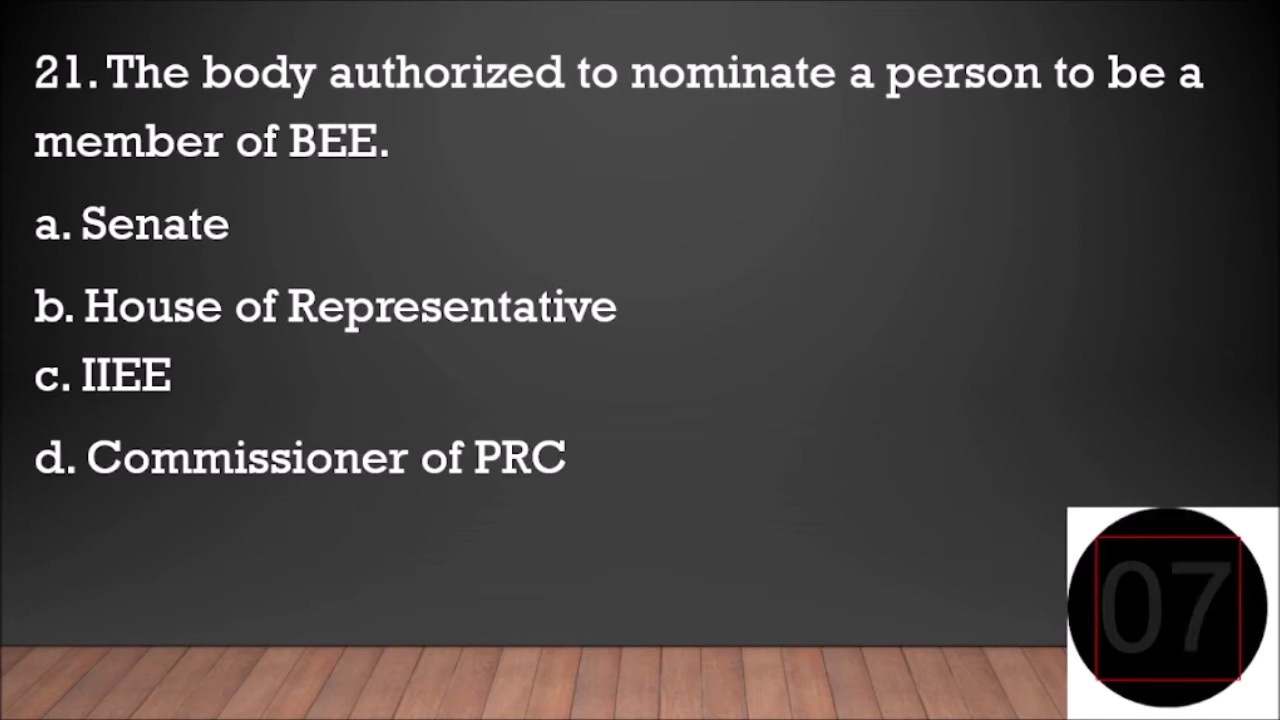 21. The body authorized to nominate a person to be a
member of BEE.
a. Senate
b. House of Representative
c. IIEE
d. Commissioner of PRC
07